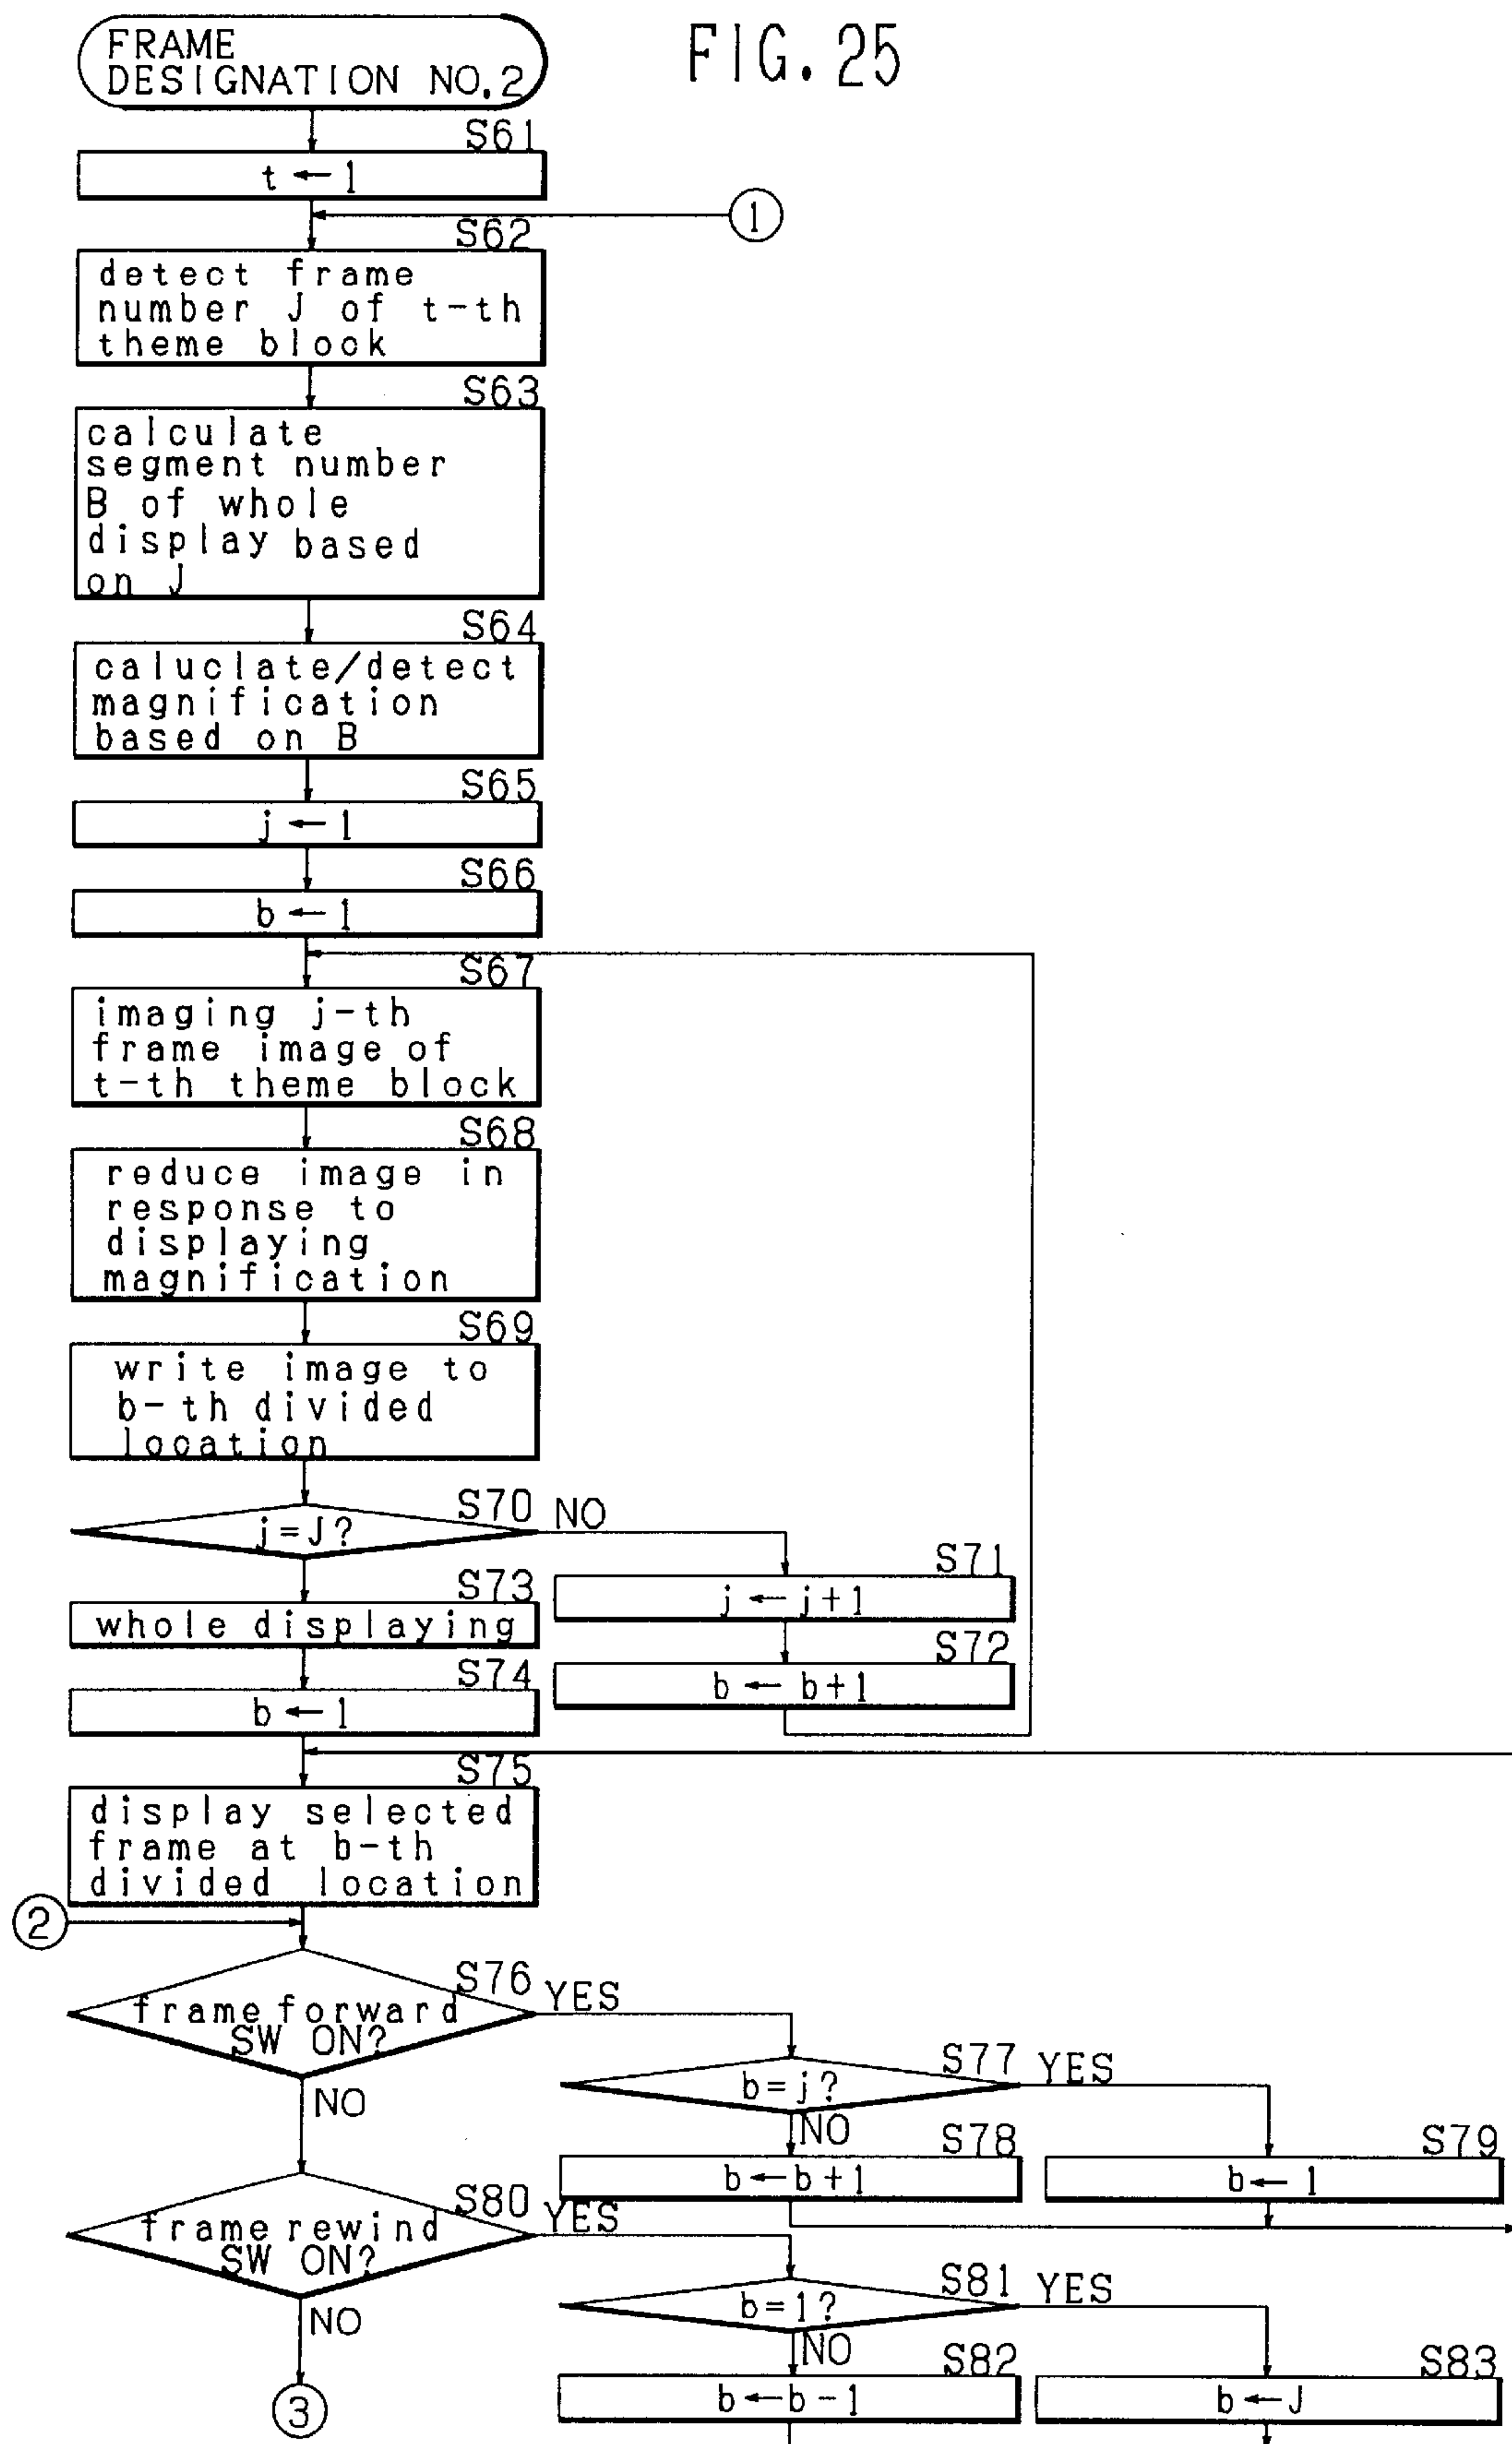 FIG. 25
FRAME
DESIGNATION NO.2
S61
t ← 1
1
S62
detect frame
number J of t-th
theme block
S63
calculate
segment number
B of whole
display based
on J
S64
caluclate/detect
magnification
based on B
S65
j ← 1
S66
b ← 1
S67
imaging j-th
frame image of
t-th theme block
S68
reduce image in
response to
displaying
magnification
S69
write image to
b-th divided
location
S70
NO
j=J?
S71
j ← j+1
S73
whole displaying
S72
b ← b+1
S74
b ← 1
S75
display selected
frame at b-th
divided location
2
S76
YES
frame forward
SW ON?
NO
S77
YES
b=j?
NO
S78
b ← b+1
S79
b ← 1
S80
YES
frame rewind
SW ON?
NO
S81
YES
b=1?
NO
S82
b ← b-1
S83
b ← J
3